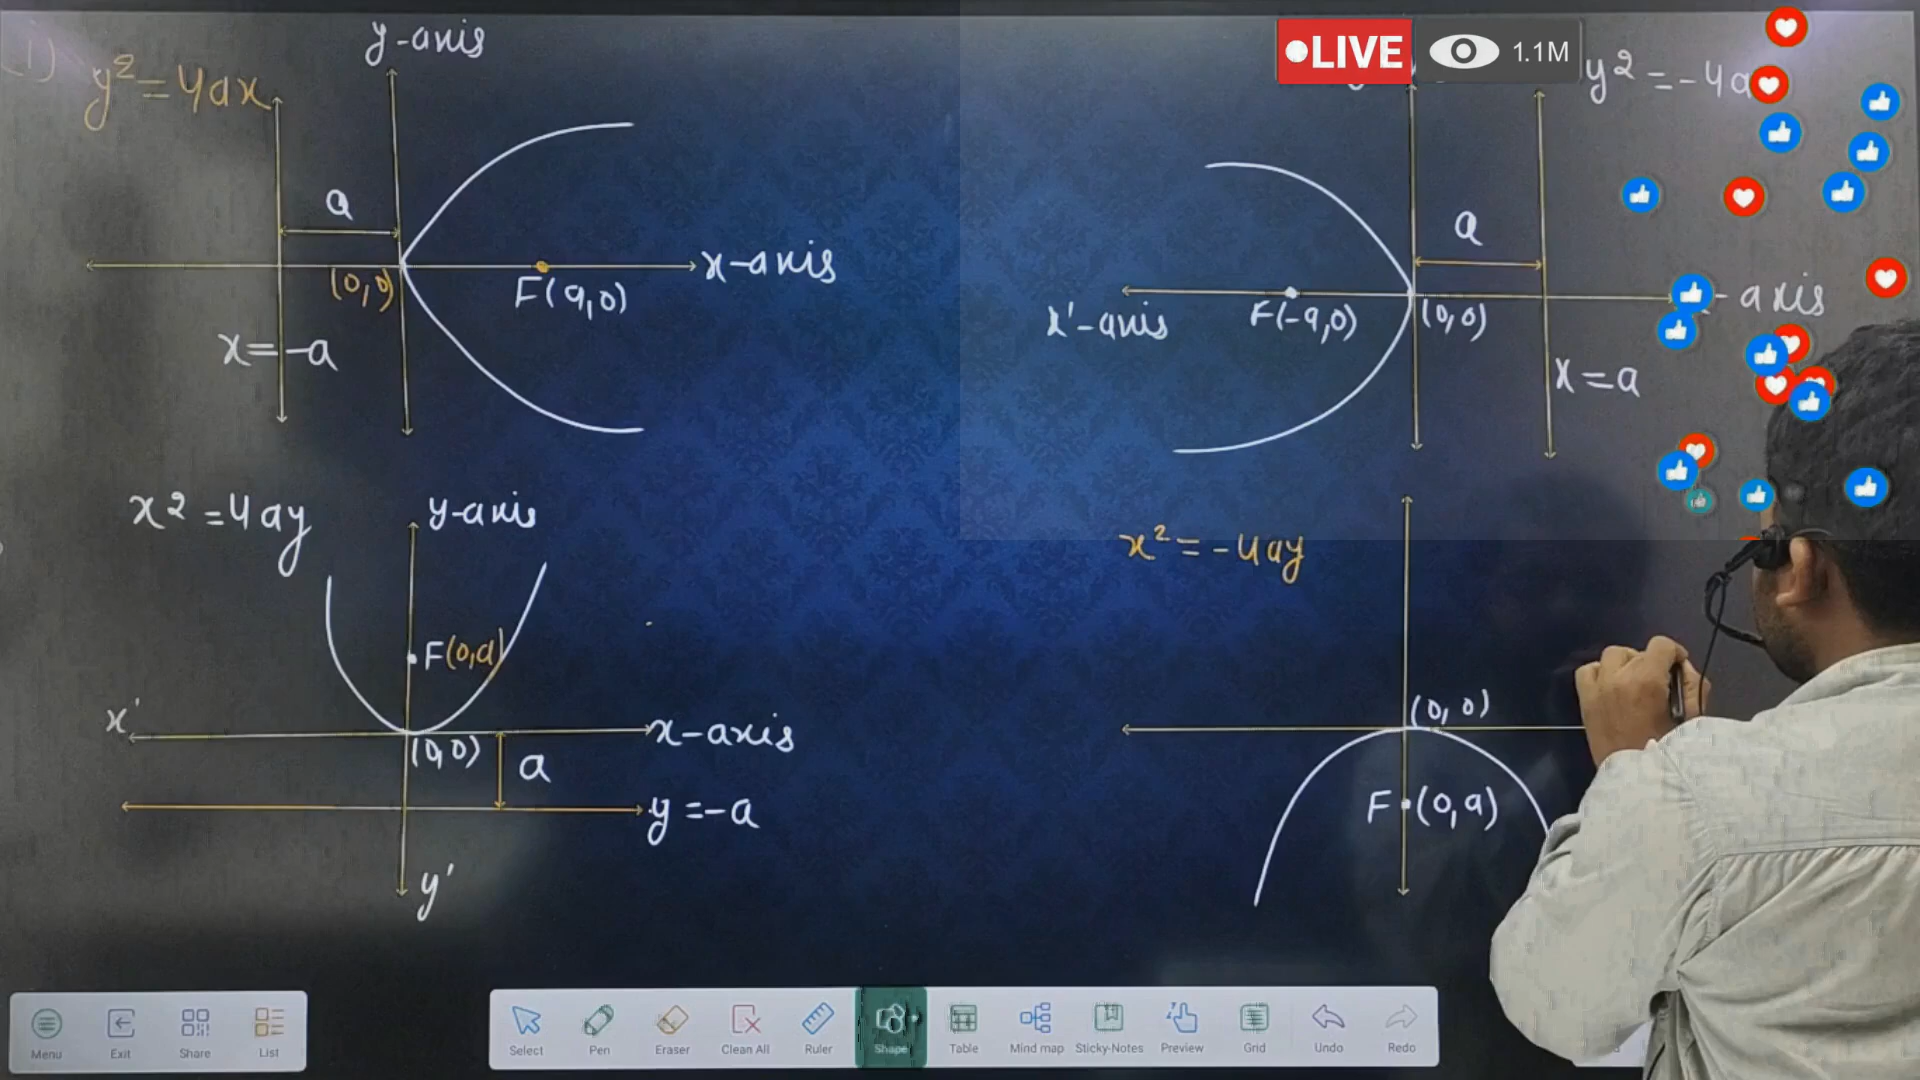 1)
y² = 4ax
y-axis
a
(0,0)
F(a,0)
x-axis
x = -a
LIVE
1.1M
y² = -4a
a
x'-axis
F(-a,0)
(0,0)
- axis
x = a
x² = 4ay
y-axis
F(0,a)
x'
(0,0)
x-axis
a
y = -a
y'
x² = -4ay
(0, 0)
F (0,a)
Menu
Exit
Share
List
Select
Pen
Eraser
Clean All
Ruler
Shape
Table
Mind map
Sticky-Notes
Preview
Grid
Undo
Redo